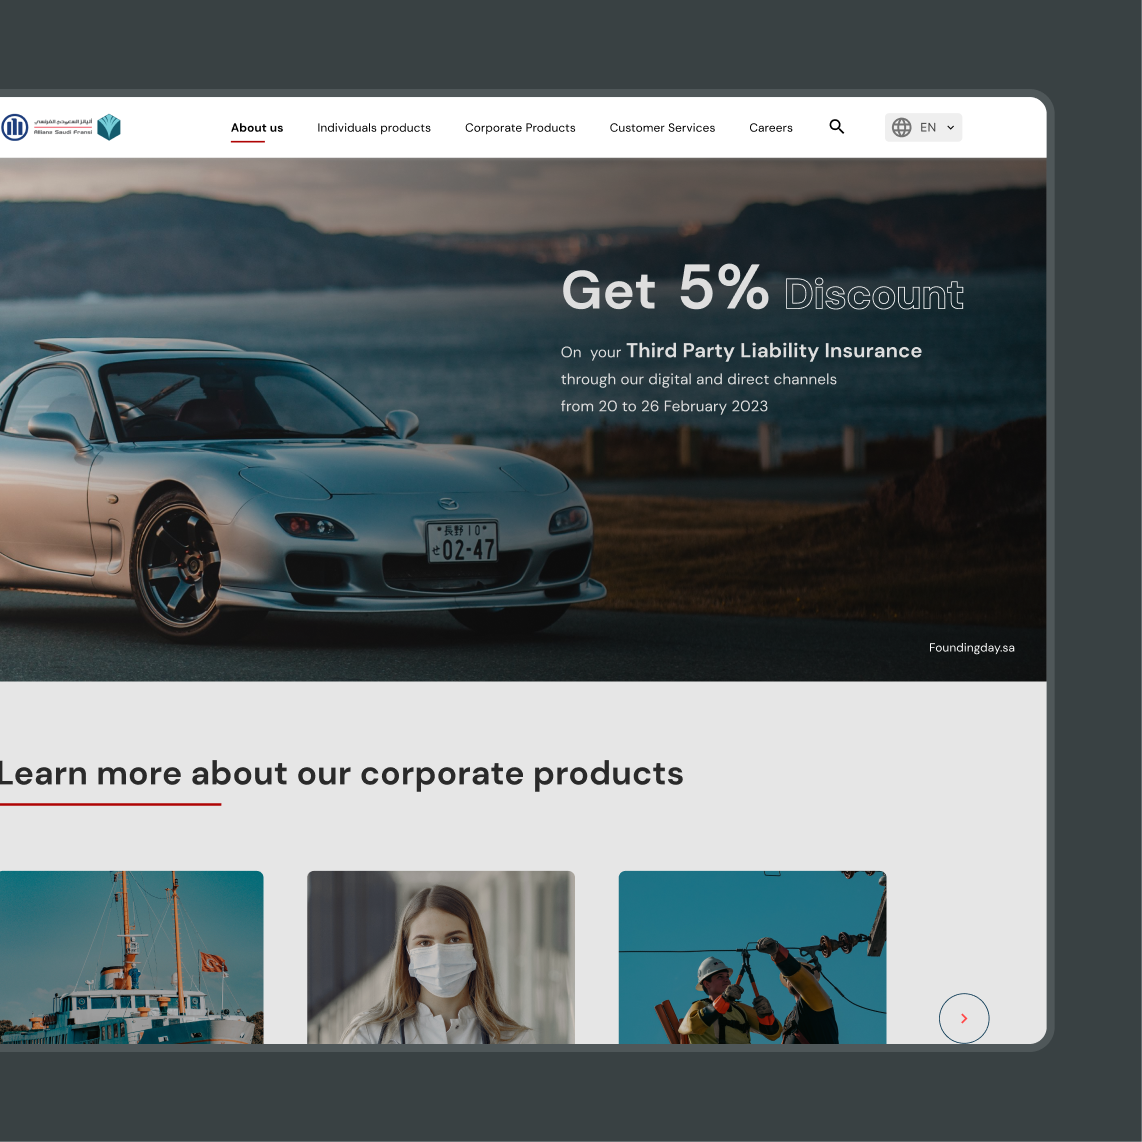 أليانز السعودي الفرنسي
Allianz Saudi Fransi
About us
Individuals products
Corporate Products
Customer Services
Careers
EN
Get 5% Discount
On your Third Party Liability Insurance
through our digital and direct channels
from 20 to 26 February 2023
長野 10
せ 02-47
Foundingday.sa
Learn more about our corporate products